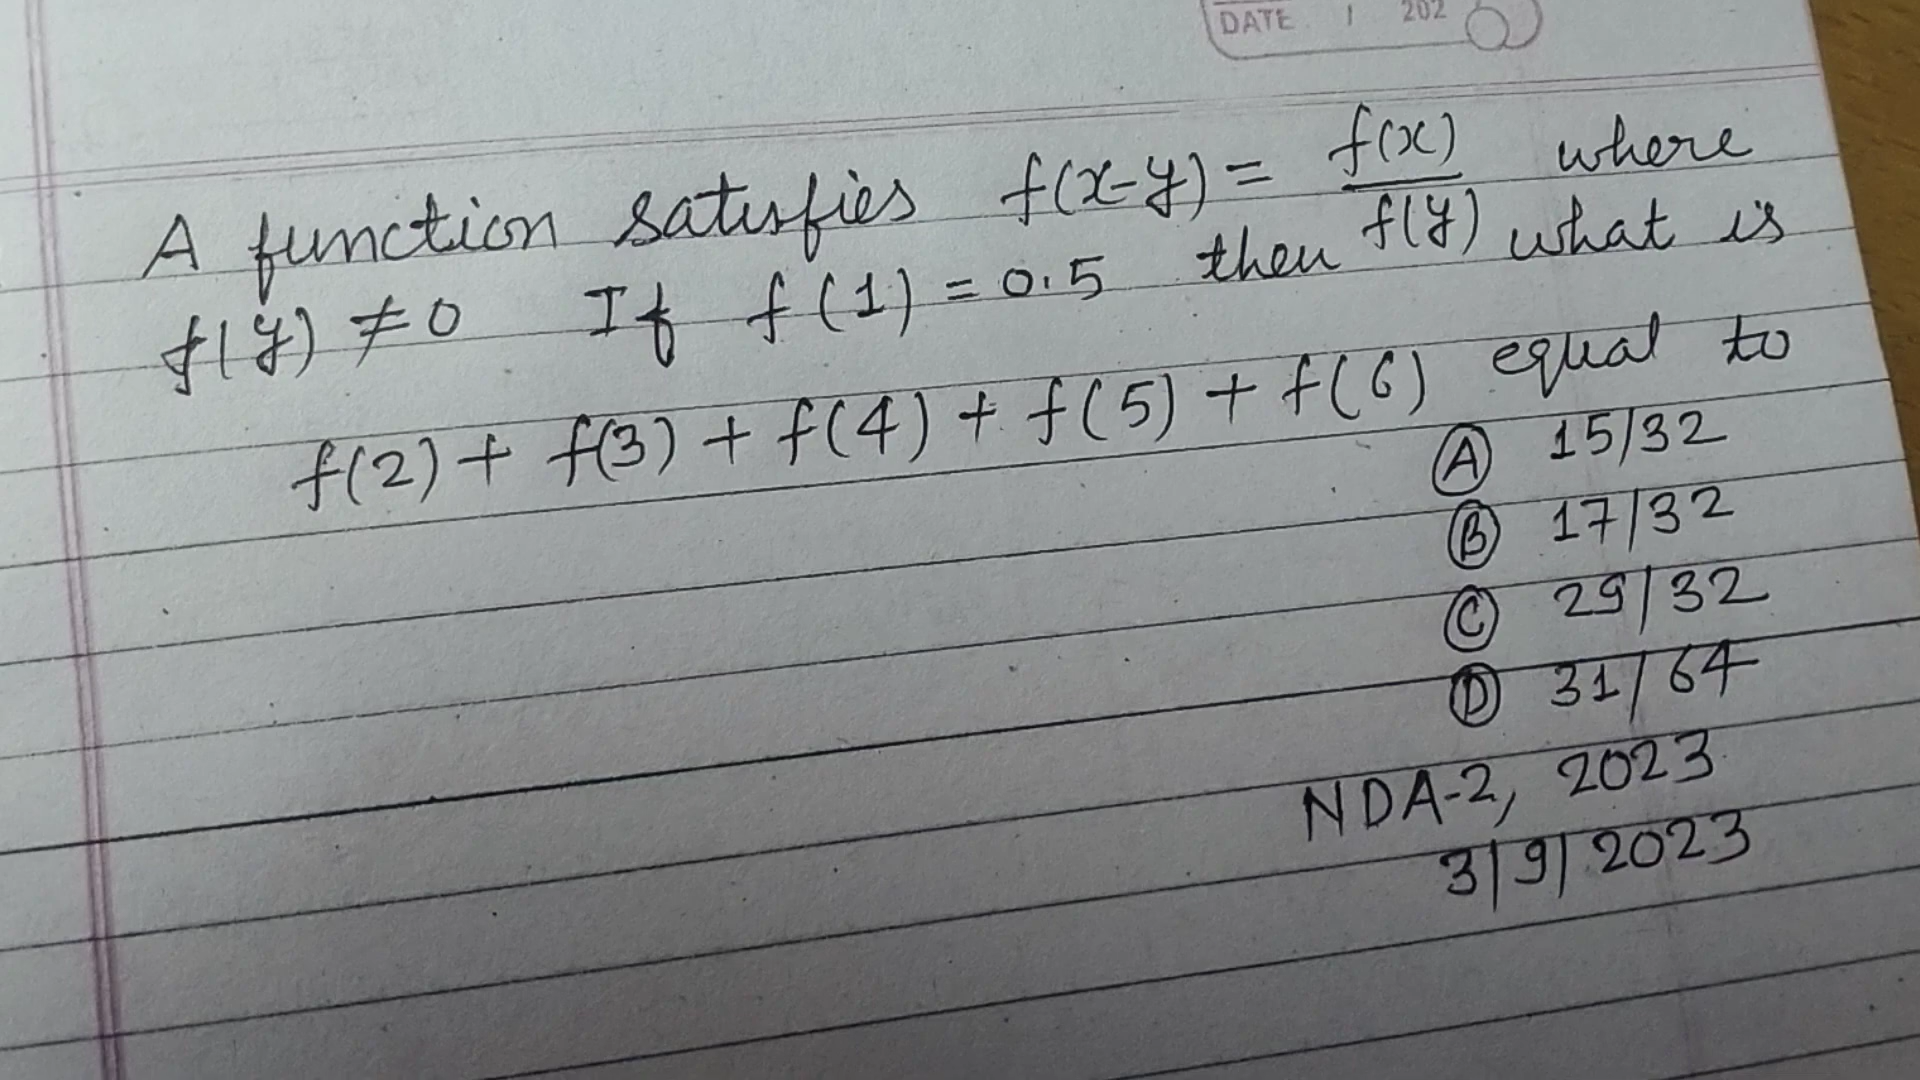 DATE / 202
A function satisfies f(x-y) = f(x)/f(y) where
f(y) ≠ 0 If f(1) = 0.5 then what is
f(2) + f(3) + f(4) + f(5) + f(6) equal to
Ⓐ 15/32
Ⓑ 17/32
Ⓒ 29/32
Ⓓ 31/64
NDA-2, 2023
3/9/2023